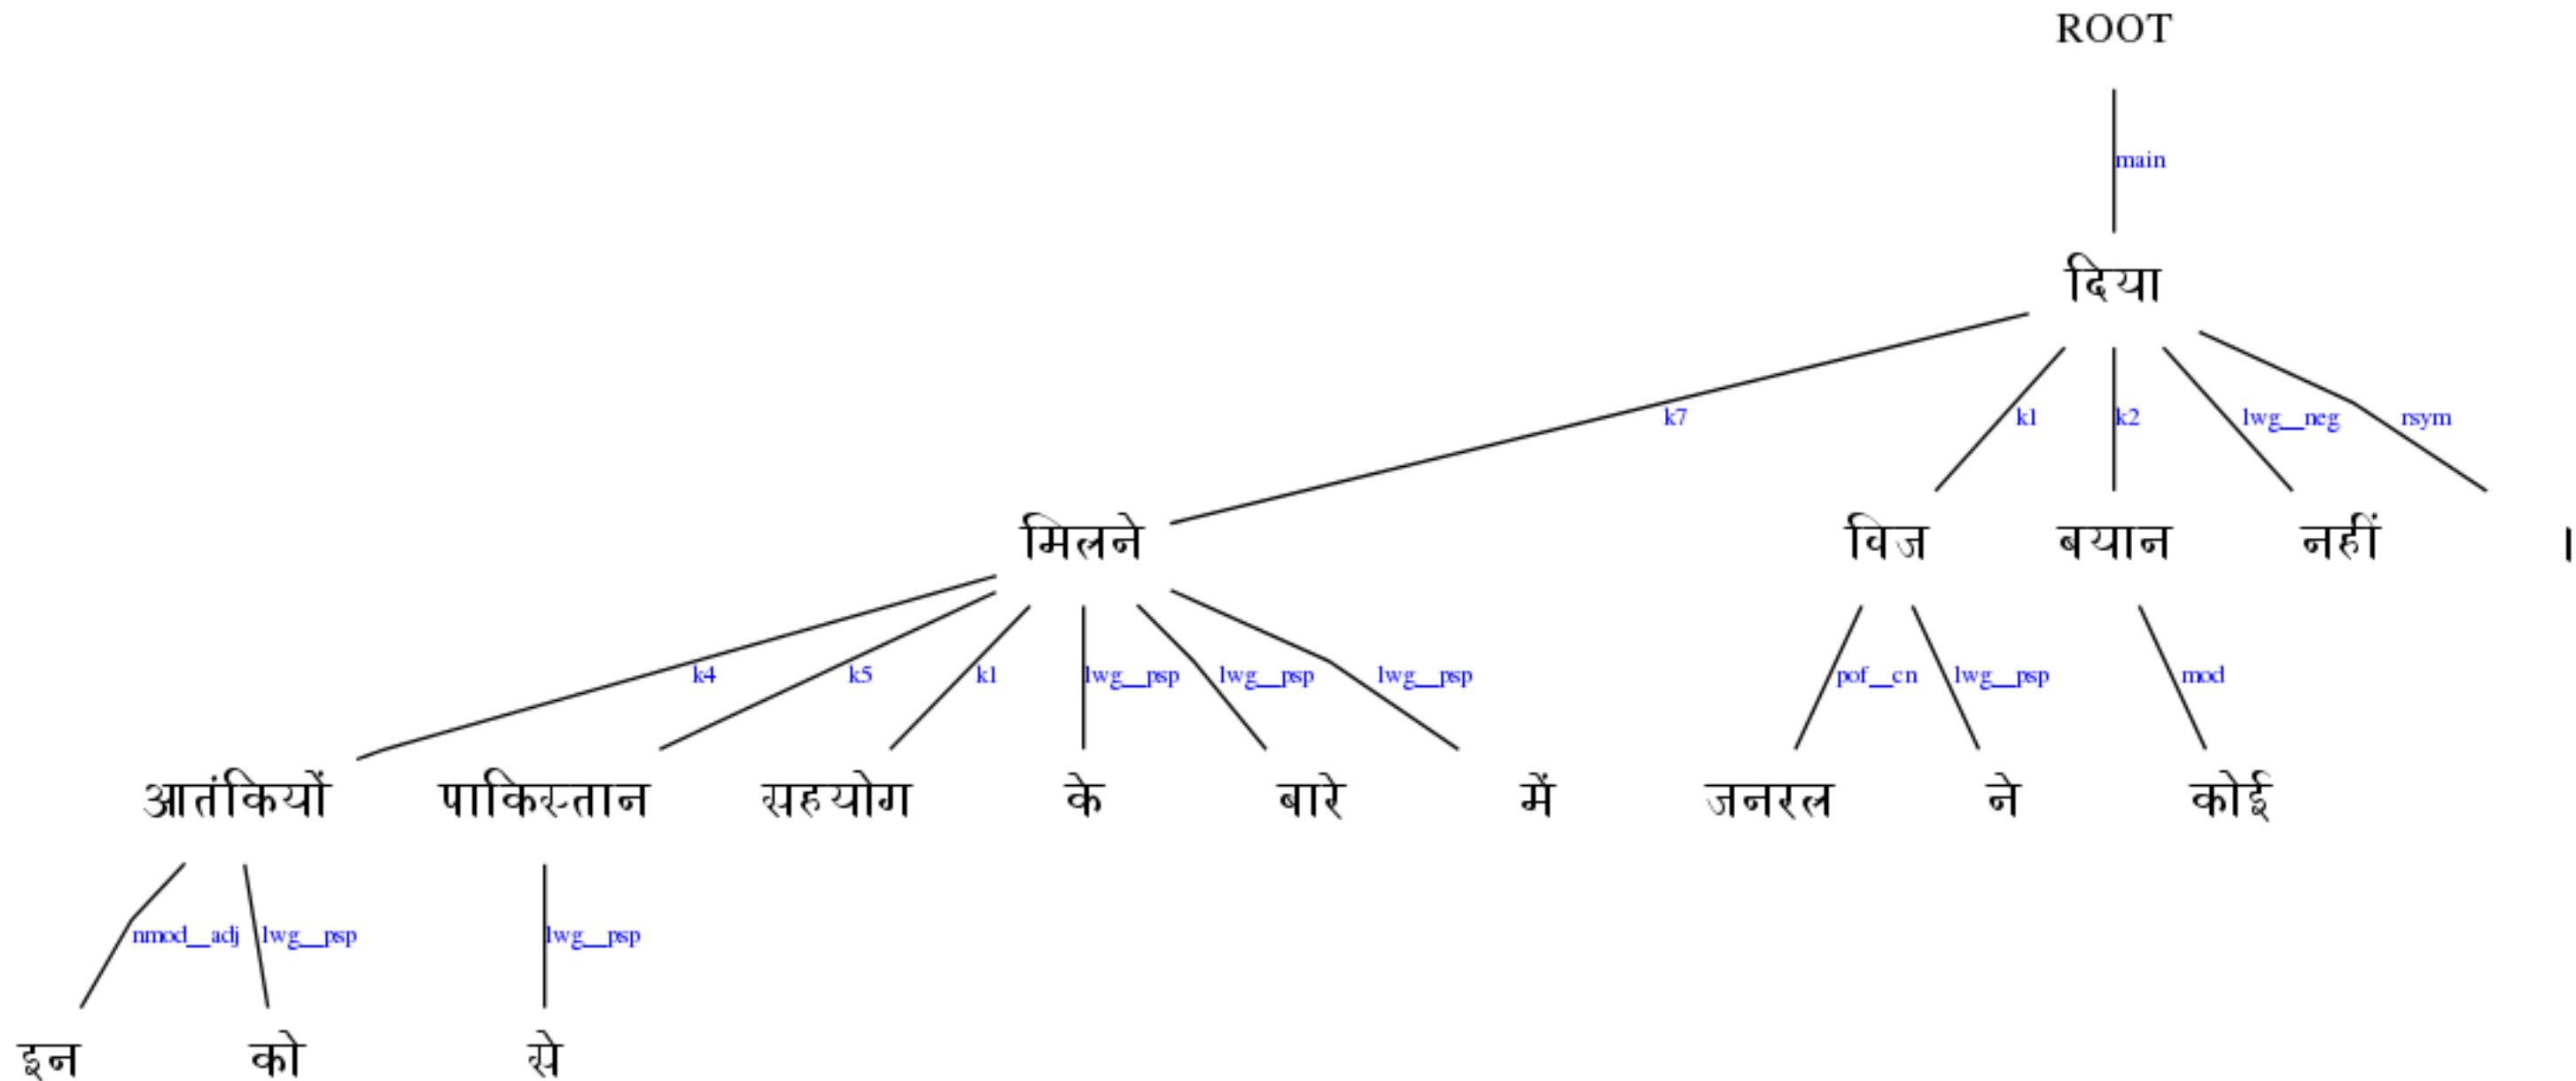 ROOT
main
दिया
k7 k1 k2 lwg__neg rsym
मिलने विज बयान नहीं ।
k4 k5 k1 lwg__psp lwg__psp lwg__psp pof__cn lwg__psp mod
आतंकियों पाकिस्तान सहयोग के बारे में जनरल ने कोई
nmod__adj lwg__psp lwg__psp
इन को से